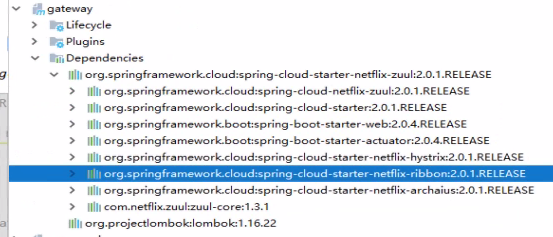 gateway
Lifecycle
Plugins
Dependencies
org.springframework.cloud:spring-cloud-starter-netflix-zuul:2.0.1.RELEASE
org.springframework.cloud:spring-cloud-netflix-zuul:2.0.1.RELEASE
org.springframework.cloud:spring-cloud-starter:2.0.1.RELEASE
org.springframework.boot:spring-boot-starter-web:2.0.4.RELEASE
org.springframework.boot:spring-boot-starter-actuator:2.0.4.RELEASE
org.springframework.cloud:spring-cloud-starter-netflix-hystrix:2.0.1.RELEASE
org.springframework.cloud:spring-cloud-starter-netflix-ribbon:2.0.1.RELEASE
org.springframework.cloud:spring-cloud-starter-netflix-archaius:2.0.1.RELEASE
com.netflix.zuul:zuul-core:1.3.1
org.projectlombok:lombok:1.16.22